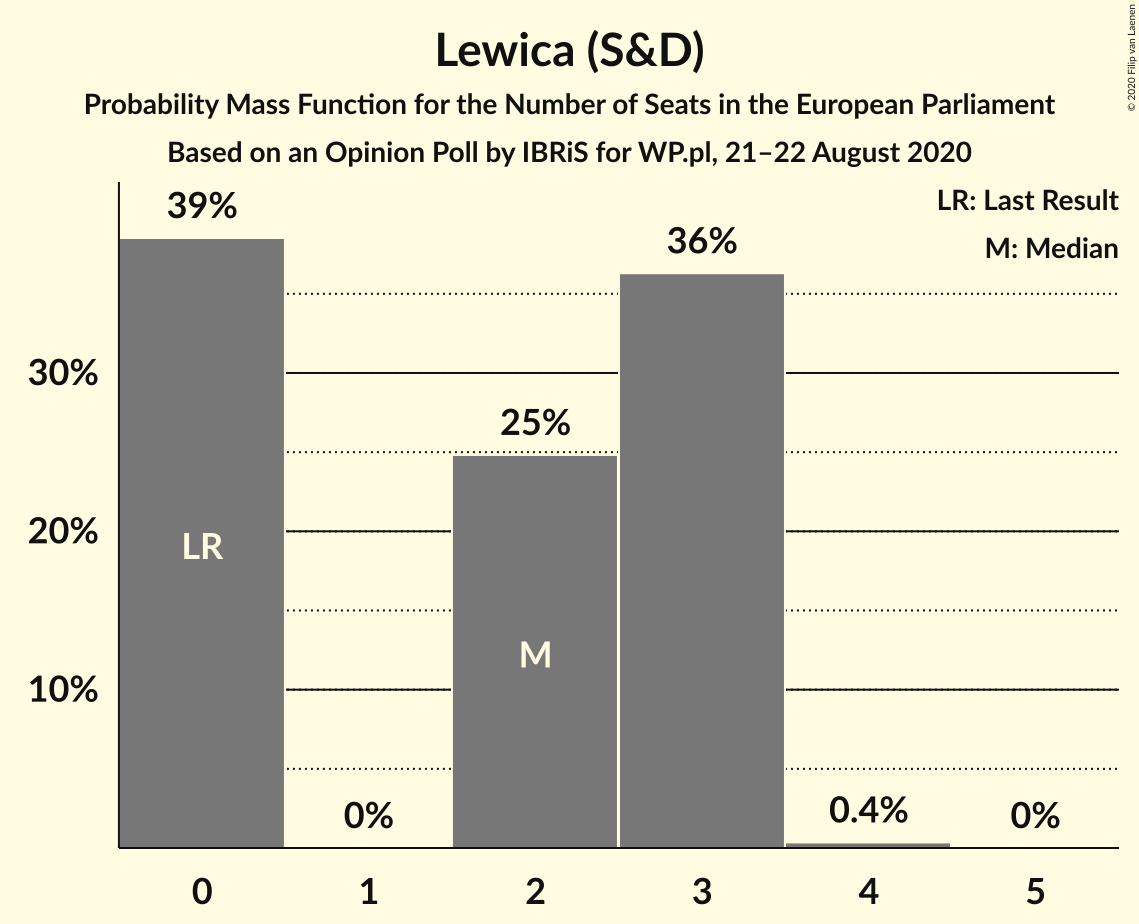 Lewica (S&D)
Probability Mass Function for the Number of Seats in the European Parliament
Based on an Opinion Poll by IBRiS for WP.pl, 21–22 August 2020
© 2020 Filip van Laenen
LR: Last Result
M: Median
39%
36%
30%
25%
20%
LR
M
10%
0%
0.4%
0%
0
1
2
3
4
5